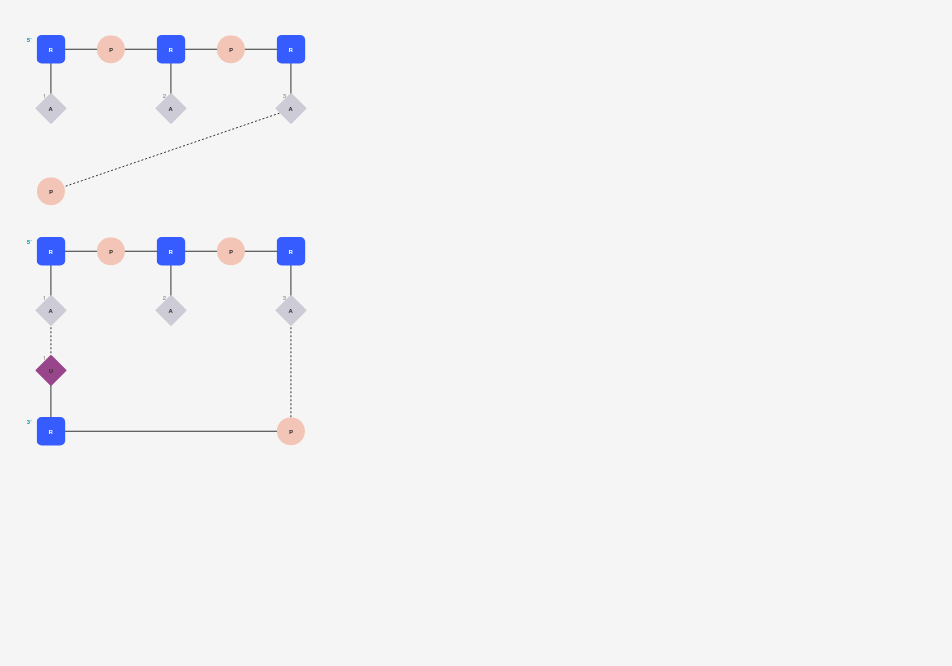 5'
R P R P R
1 2 3
A A A
P
5'
R P R P R
1 2 3
A A A
1
U
3'
R P